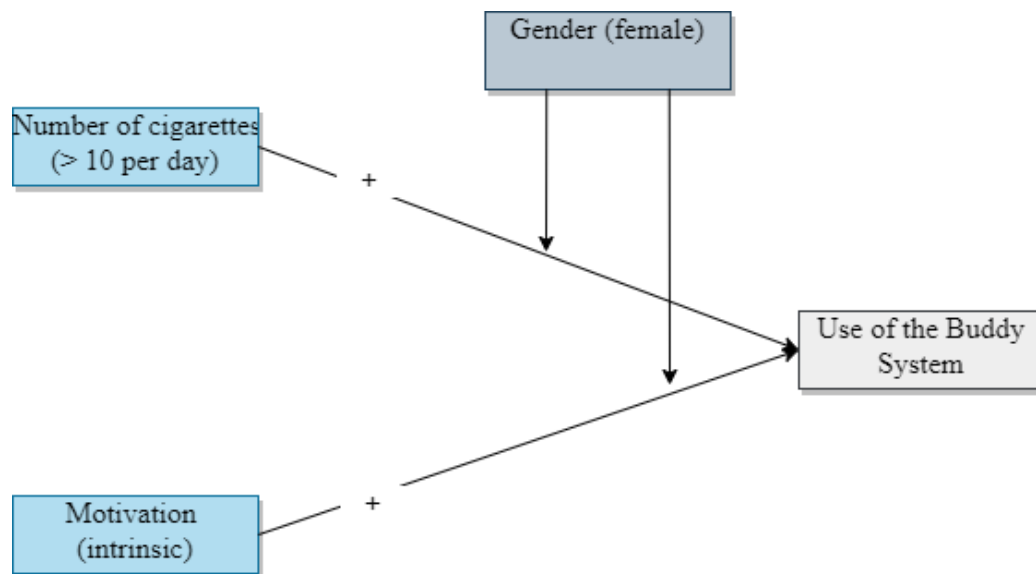 Gender (female)
Number of cigarettes
(> 10 per day)
+
Use of the Buddy
System
+
Motivation
(intrinsic)